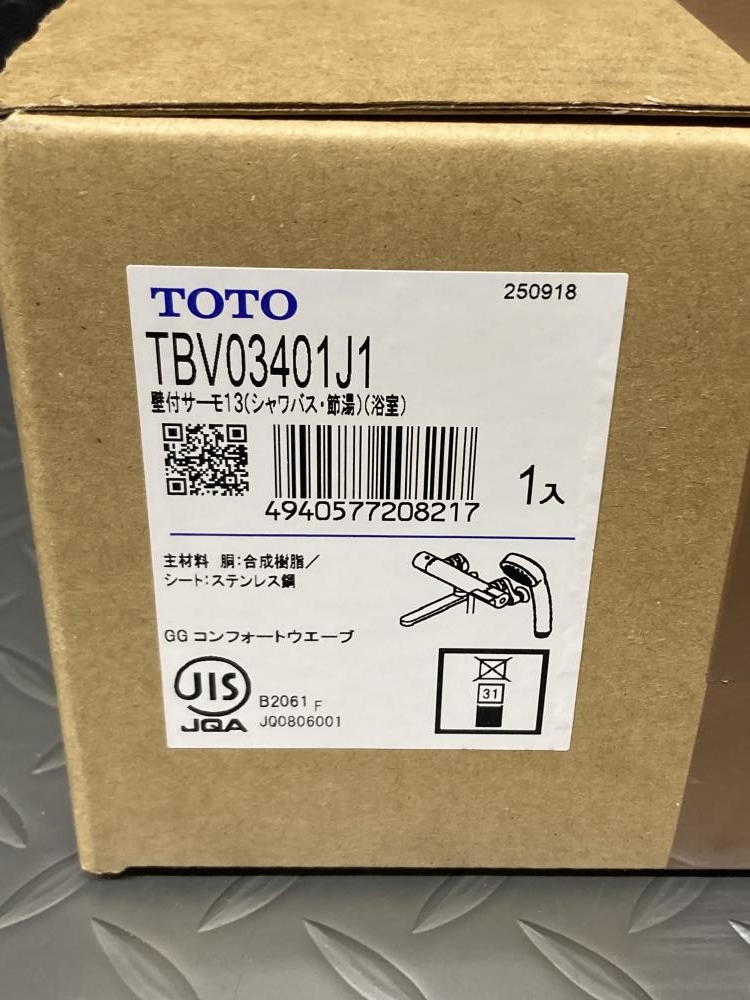 TOTO
250918
TBV03401J1
壁付サーモ13(シャワバス・節湯)(浴室)
4940577208217
1入
主材料 胴:合成樹脂/
シート:ステンレス鋼
GG コンフォートウエーブ
JIS
JQA
B2061 F
JQ0806001
31